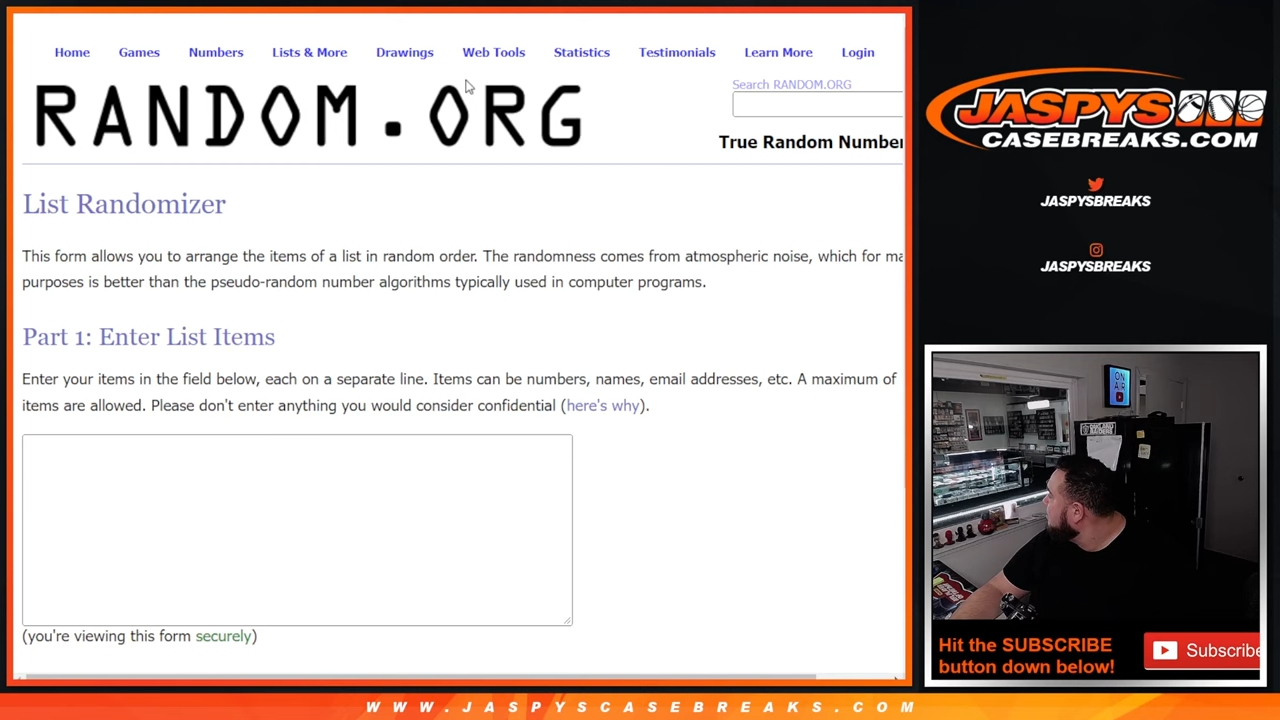 Home Games Numbers Lists & More Drawings Web Tools Statistics Testimonials Learn More Login
RANDOM.ORG
Search RANDOM.ORG
True Random Number
List Randomizer
This form allows you to arrange the items of a list in random order. The randomness comes from atmospheric noise, which for ma
purposes is better than the pseudo-random number algorithms typically used in computer programs.
Part 1: Enter List Items
Enter your items in the field below, each on a separate line. Items can be numbers, names, email addresses, etc. A maximum of
items are allowed. Please don't enter anything you would consider confidential (here's why).
(you're viewing this form securely)
JASPYS
CASEBREAKS.COM
JASPYSBREAKS
JASPYSBREAKS
ON
AIR
Hit the SUBSCRIBE
button down below!
Subscribe
WWW.JASPYSCASEBREAKS.COM